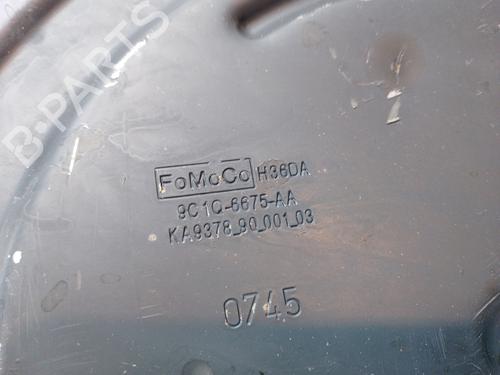 B-PARTS
FoMoCo H36DA
9C1Q-6675-AA
KA9378_90_001_03
0745